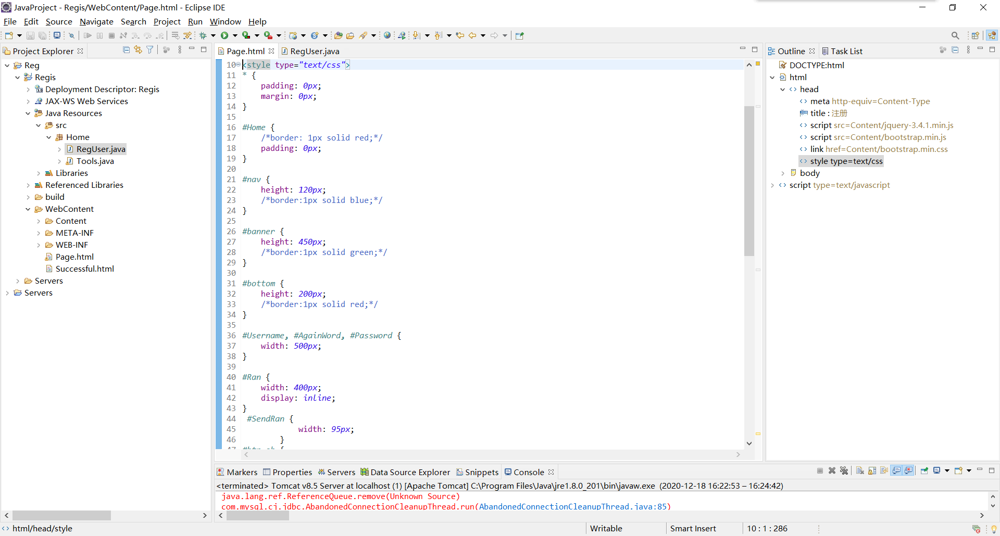 JavaProject - Regis/WebContent/Page.html - Eclipse IDE
File Edit Source Navigate Search Project Run Window Help
Project Explorer
Reg
Regis
Deployment Descriptor: Regis
JAX-WS Web Services
Java Resources
src
Home
RegUser.java
Tools.java
Libraries
Referenced Libraries
build
WebContent
Content
META-INF
WEB-INF
Page.html
Successful.html
Servers
Servers
Page.html RegUser.java
10 <style type="text/css">
11 * {
12 padding: 0px;
13 margin: 0px;
14 }
15
16 #Home {
17 /*border: 1px solid red;*/
18 padding: 0px;
19 }
20
21 #nav {
22 height: 120px;
23 /*border:1px solid blue;*/
24 }
25
26 #banner {
27 height: 450px;
28 /*border:1px solid green;*/
29 }
30
31 #bottom {
32 height: 200px;
33 /*border:1px solid red;*/
34 }
35
36 #Username, #AgainWord, #Password {
37 width: 500px;
38 }
39
40 #Ran {
41 width: 400px;
42 display: inline;
43 }
44 #SendRan {
45 width: 95px;
46 }
Outline Task List
DOCTYPE:html
html
head
meta http-equiv=Content-Type
title : 注册
script src=Content/jquery-3.4.1.min.js
script src=Content/bootstrap.min.js
link href=Content/bootstrap.min.css
style type=text/css
body
script type=text/javascript
Markers Properties Servers Data Source Explorer Snippets Console
<terminated> Tomcat v8.5 Server at localhost (1) [Apache Tomcat] C:\Program Files\Java\jre1.8.0_201\bin\javaw.exe (2020-12-18 16:22:53 – 16:24:42)
java.lang.ref.ReferenceQueue.remove(Unknown Source)
com.mysql.cj.jdbc.AbandonedConnectionCleanupThread.run(AbandonedConnectionCleanupThread.java:85)
html/head/style
Writable
Smart Insert
10 : 1 : 286